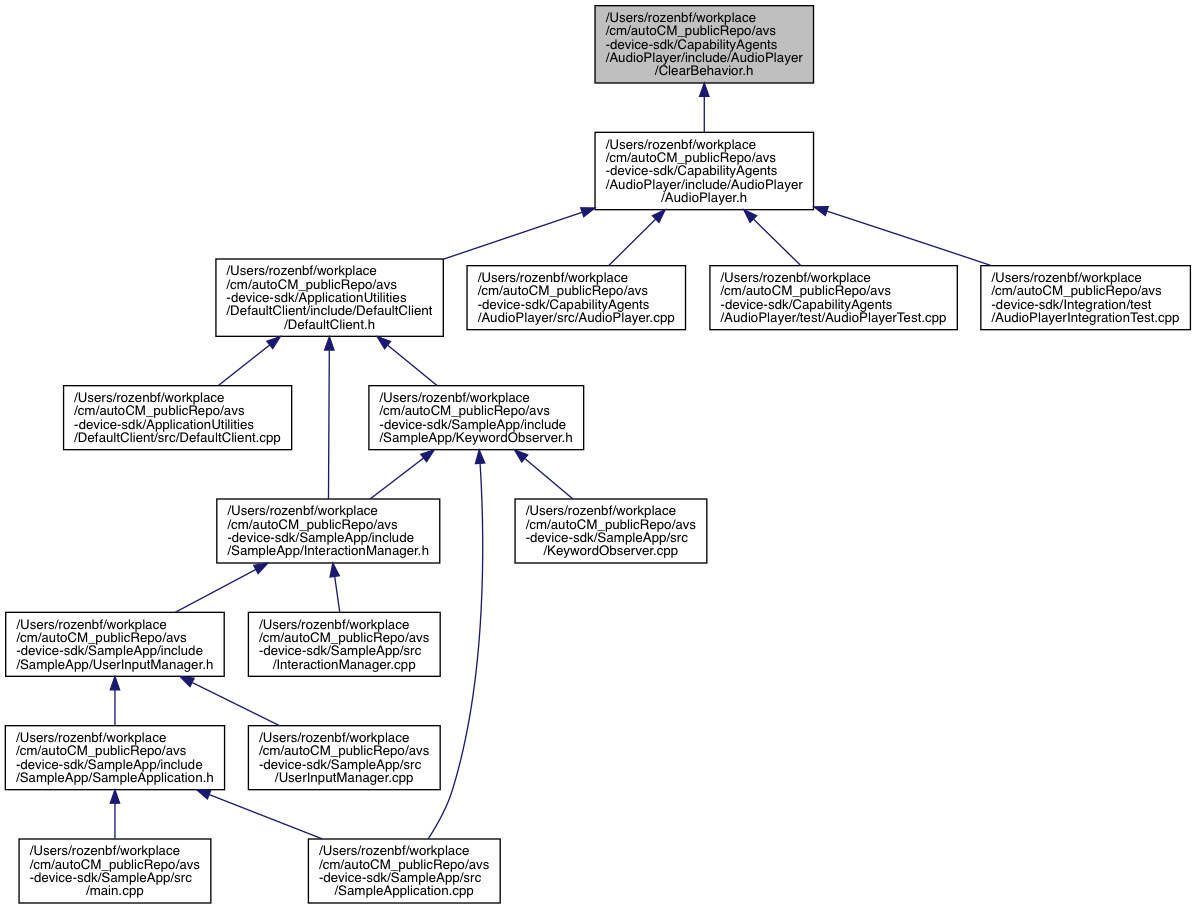 /Users/rozenbf/workplace
/cm/autoCM_publicRepo/avs
-device-sdk/CapabilityAgents
/AudioPlayer/include/AudioPlayer
/ClearBehavior.h
/Users/rozenbf/workplace
/cm/autoCM_publicRepo/avs
-device-sdk/CapabilityAgents
/AudioPlayer/include/AudioPlayer
/AudioPlayer.h
/Users/rozenbf/workplace
/cm/autoCM_publicRepo/avs
-device-sdk/ApplicationUtilities
/DefaultClient/include/DefaultClient
/DefaultClient.h
/Users/rozenbf/workplace
/cm/autoCM_publicRepo/avs
-device-sdk/CapabilityAgents
/AudioPlayer/src/AudioPlayer.cpp
/Users/rozenbf/workplace
/cm/autoCM_publicRepo/avs
-device-sdk/CapabilityAgents
/AudioPlayer/test/AudioPlayerTest.cpp
/Users/rozenbf/workplace
/cm/autoCM_publicRepo/avs
-device-sdk/Integration/test
/AudioPlayerIntegrationTest.cpp
/Users/rozenbf/workplace
/cm/autoCM_publicRepo/avs
-device-sdk/ApplicationUtilities
/DefaultClient/src/DefaultClient.cpp
/Users/rozenbf/workplace
/cm/autoCM_publicRepo/avs
-device-sdk/SampleApp/include
/SampleApp/KeywordObserver.h
/Users/rozenbf/workplace
/cm/autoCM_publicRepo/avs
-device-sdk/SampleApp/include
/SampleApp/InteractionManager.h
/Users/rozenbf/workplace
/cm/autoCM_publicRepo/avs
-device-sdk/SampleApp/src
/KeywordObserver.cpp
/Users/rozenbf/workplace
/cm/autoCM_publicRepo/avs
-device-sdk/SampleApp/include
/SampleApp/UserInputManager.h
/Users/rozenbf/workplace
/cm/autoCM_publicRepo/avs
-device-sdk/SampleApp/src
/InteractionManager.cpp
/Users/rozenbf/workplace
/cm/autoCM_publicRepo/avs
-device-sdk/SampleApp/include
/SampleApp/SampleApplication.h
/Users/rozenbf/workplace
/cm/autoCM_publicRepo/avs
-device-sdk/SampleApp/src
/UserInputManager.cpp
/Users/rozenbf/workplace
/cm/autoCM_publicRepo/avs
-device-sdk/SampleApp/src
/main.cpp
/Users/rozenbf/workplace
/cm/autoCM_publicRepo/avs
-device-sdk/SampleApp/src
/SampleApplication.cpp